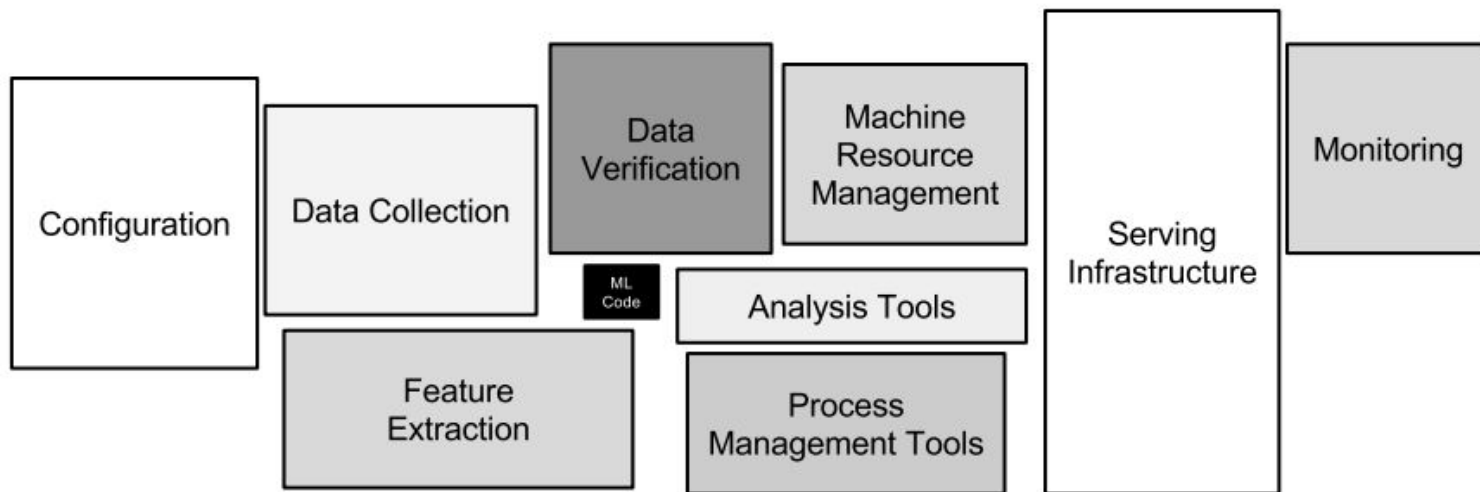 Configuration
Data Collection
Feature
Extraction
Data
Verification
ML
Code
Machine
Resource
Management
Analysis Tools
Process
Management Tools
Serving
Infrastructure
Monitoring